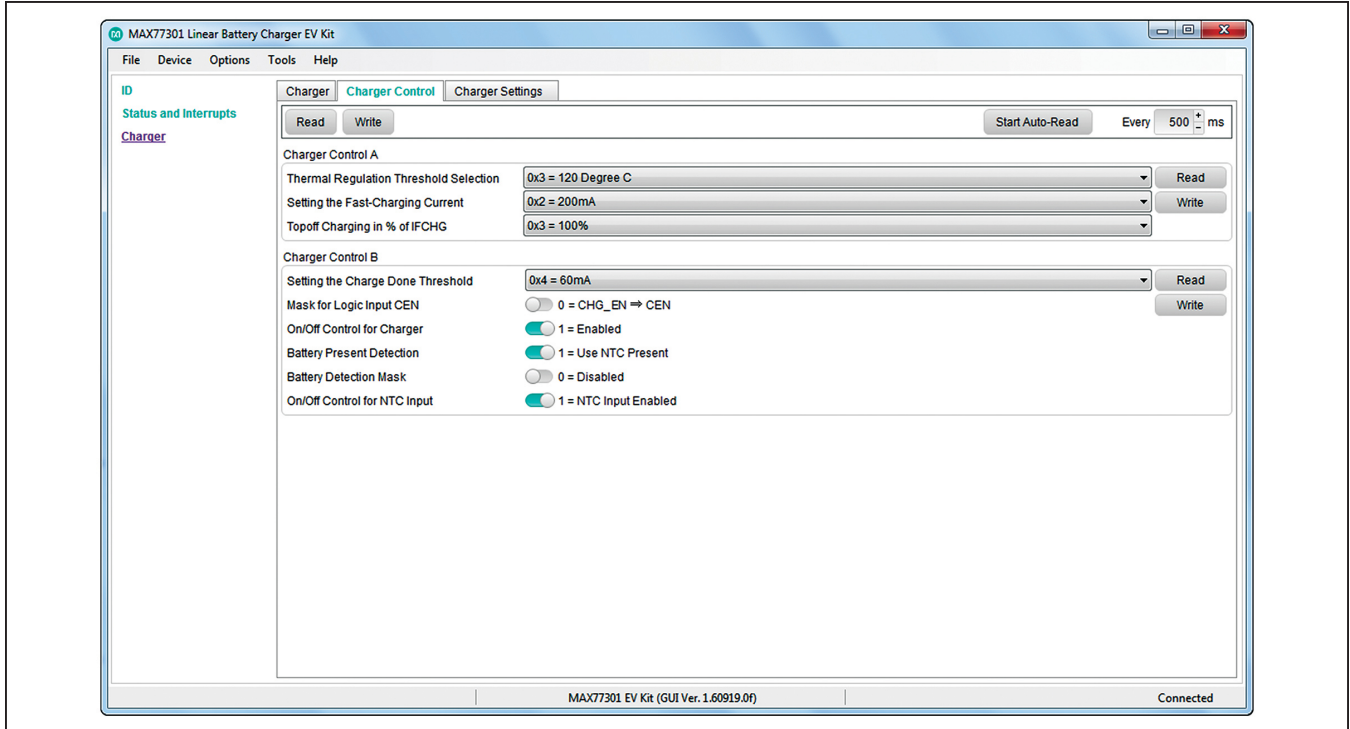 MAX77301 Linear Battery Charger EV Kit
File Device Options Tools Help
ID
Status and Interrupts
Charger
Charger Charger Control Charger Settings
Read Write Start Auto-Read Every 500 + - ms
Charger Control A
Thermal Regulation Threshold Selection 0x3 = 120 Degree C Read
Setting the Fast-Charging Current 0x2 = 200mA Write
Topoff Charging in % of IFCHG 0x3 = 100%
Charger Control B
Setting the Charge Done Threshold 0x4 = 60mA Read
Mask for Logic Input CEN 0 = CHG_EN ⇒ CEN Write
On/Off Control for Charger 1 = Enabled
Battery Present Detection 1 = Use NTC Present
Battery Detection Mask 0 = Disabled
On/Off Control for NTC Input 1 = NTC Input Enabled
MAX77301 EV Kit (GUI Ver. 1.60919.0f) Connected